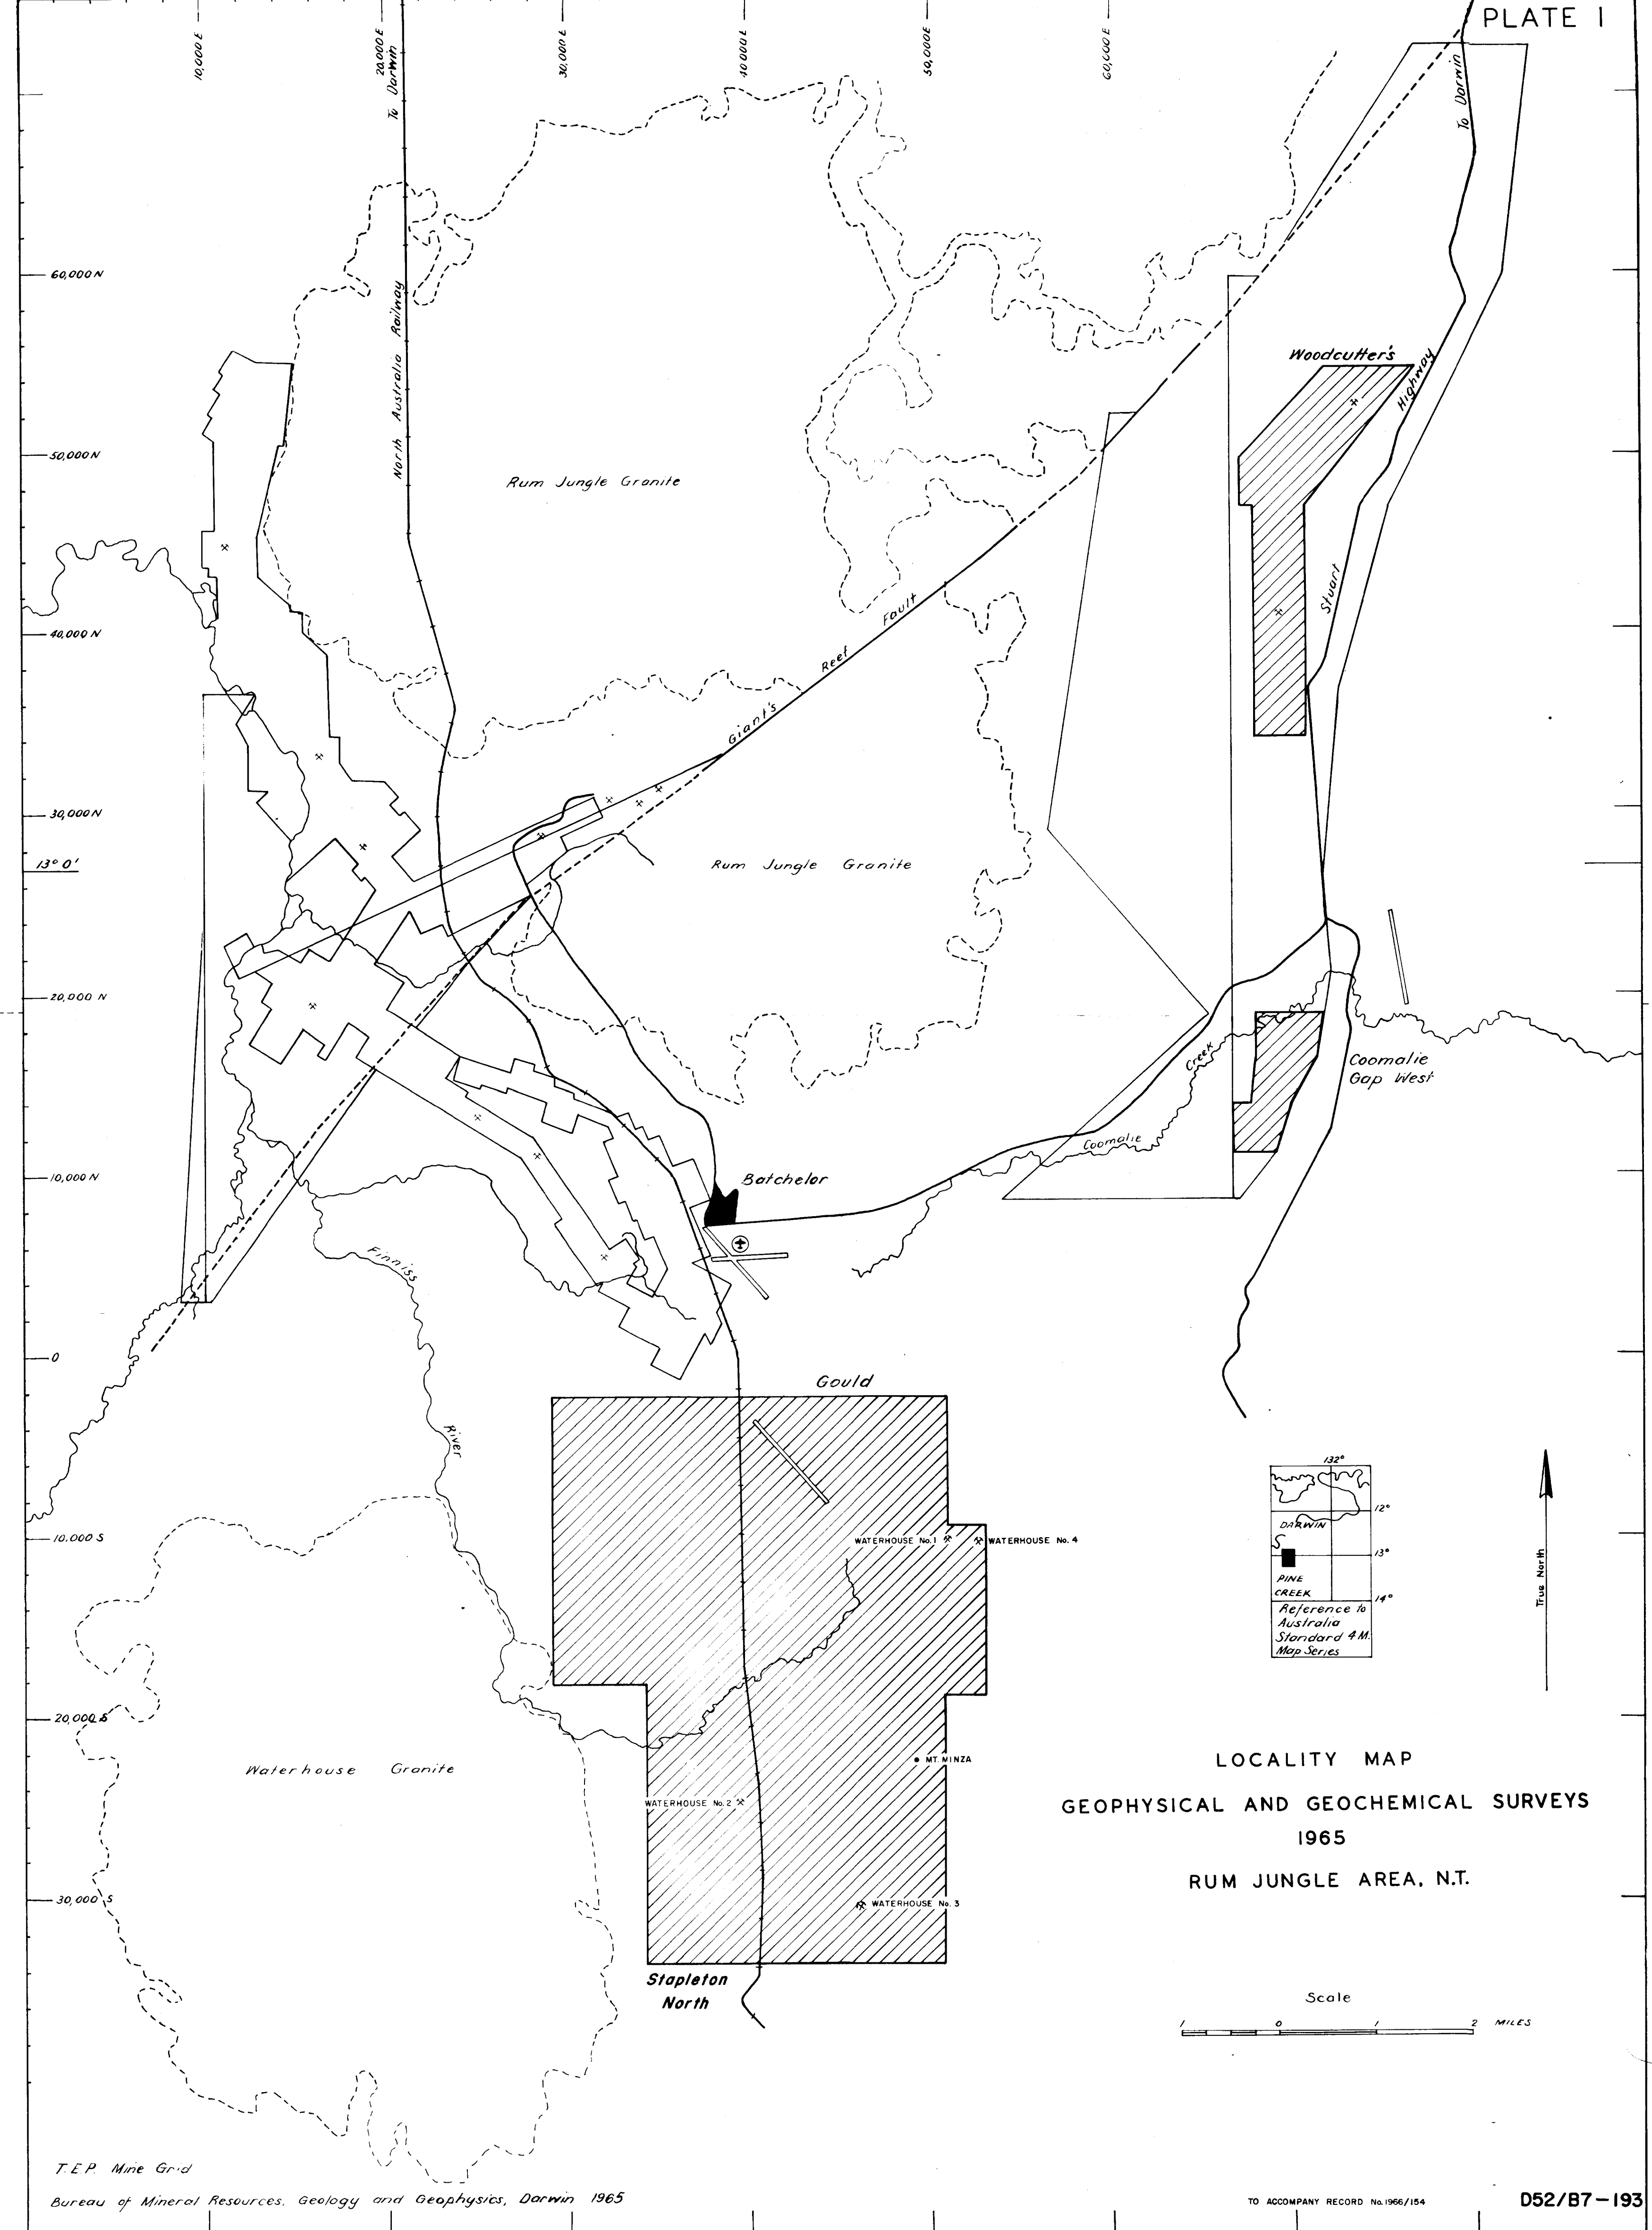 PLATE 1
10,000 E
20,000 E
To Darwin
30,000 E
40,000 E
50,000 E
60,000 E
To Darwin
60,000 N
North Australia Railway
Woodcutter's
Highway
50,000 N
Rum Jungle Granite
Stuart
40,000 N
Giant's Reef Fault
30,000 N
13° 0'
Rum Jungle Granite
20,000 N
Creek
Coomalie
Coomalie
Gap West
10,000 N
Batchelor
Finniss
0
Gould
River
10,000 S
WATERHOUSE No.1
WATERHOUSE No. 4
132°
12°
DARWIN
13°
PINE
CREEK
14°
Reference to
Australia
Standard 4 M.
Map Series
True North
20,000 S
MT. MINZA
Waterhouse Granite
WATERHOUSE No. 2
LOCALITY MAP
GEOPHYSICAL AND GEOCHEMICAL SURVEYS
1965
RUM JUNGLE AREA, N.T.
30,000 S
WATERHOUSE No. 3
Stapleton
North
Scale
1 0 1 2 MILES
T.E.P. Mine Grid
Bureau of Mineral Resources, Geology and Geophysics, Darwin 1965
TO ACCOMPANY RECORD No. 1966/154
D52/B7-193